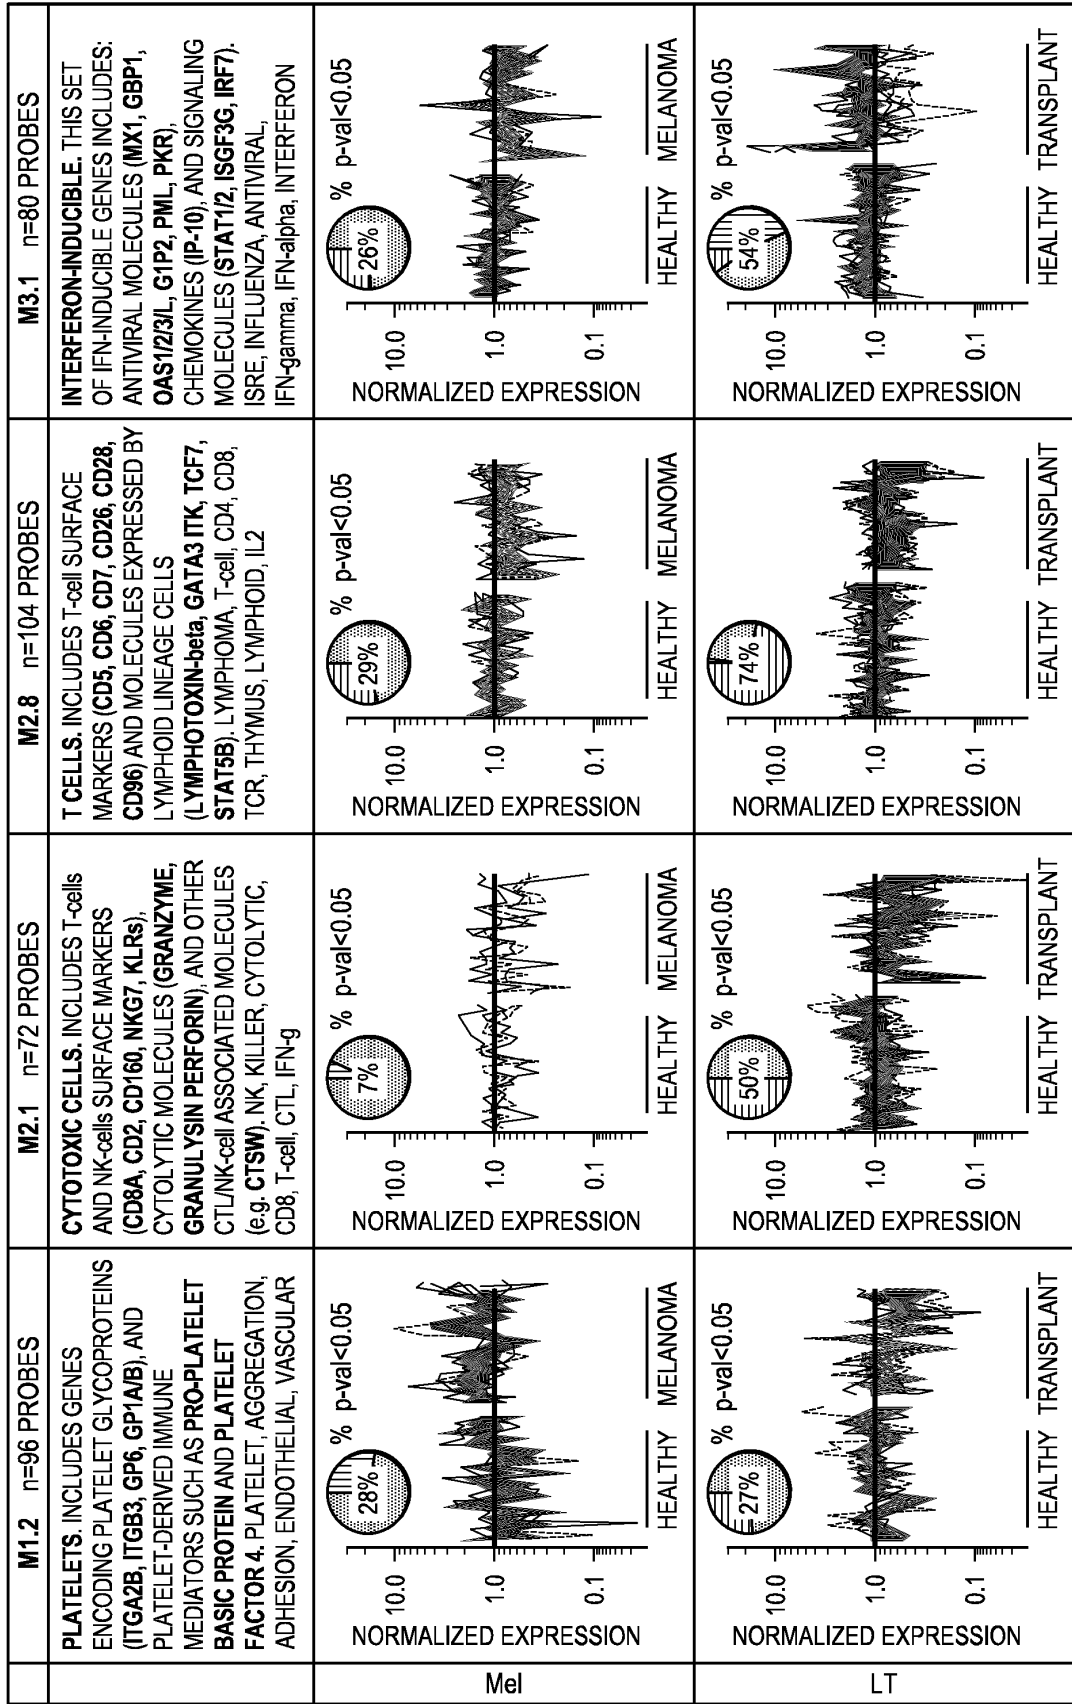 M1.2 n=96 PROBES
PLATELETS. INCLUDES GENES
ENCODING PLATELET GLYCOPROTEINS
(ITGA2B, ITGB3, GP6, GP1A/B), AND
PLATELET-DERIVED IMMUNE
MEDIATORS SUCH AS PRO-PLATELET
BASIC PROTEIN AND PLATELET
FACTOR 4. PLATELET, AGGREGATION,
ADHESION, ENDOTHELIAL, VASCULAR
M2.1 n=72 PROBES
CYTOTOXIC CELLS. INCLUDES T-cells
AND NK-cells SURFACE MARKERS
(CD8A, CD2, CD160, NKG7, KLRs),
CYTOLYTIC MOLECULES (GRANZYME,
GRANULYSIN PERFORIN), AND OTHER
CTL/NK-cell ASSOCIATED MOLECULES
(e.g. CTSW). NK, KILLER, CYTOLYTIC,
CD8, T-cell, CTL, IFN-g
M2.8 n=104 PROBES
T CELLS. INCLUDES T-cell SURFACE
MARKERS (CD5, CD6, CD7, CD26, CD28,
CD96) AND MOLECULES EXPRESSED BY
LYMPHOID LINEAGE CELLS
(LYMPHOTOXIN-beta, GATA3 ITK, TCF7,
STAT5B). LYMPHOMA, T-cell, CD4, CD8,
TCR, THYMUS, LYMPHOID, IL2
M3.1 n=80 PROBES
INTERFERON-INDUCIBLE. THIS SET
OF IFN-INDUCIBLE GENES INCLUDES:
ANTIVIRAL MOLECULES (MX1, GBP1,
OAS1/2/3/L, G1P2, PML, PKR),
CHEMOKINES (IP-10), AND SIGNALING
MOLECULES (STAT1/2, ISGF3G, IRF7).
ISRE, INFLUENZA, ANTIVIRAL,
IFN-gamma, IFN-alpha, INTERFERON
Mel
NORMALIZED EXPRESSION
10.0
1.0
0.1
28%
% p-val<0.05
HEALTHY MELANOMA
NORMALIZED EXPRESSION
10.0
1.0
0.1
7%
% p-val<0.05
HEALTHY MELANOMA
NORMALIZED EXPRESSION
10.0
1.0
0.1
29%
% p-val<0.05
HEALTHY MELANOMA
NORMALIZED EXPRESSION
10.0
1.0
0.1
26%
% p-val<0.05
HEALTHY MELANOMA
LT
NORMALIZED EXPRESSION
10.0
1.0
0.1
27%
% p-val<0.05
HEALTHY TRANSPLANT
NORMALIZED EXPRESSION
10.0
1.0
0.1
50%
% p-val<0.05
HEALTHY TRANSPLANT
NORMALIZED EXPRESSION
10.0
1.0
0.1
74%
% p-val<0.05
HEALTHY TRANSPLANT
NORMALIZED EXPRESSION
10.0
1.0
0.1
54%
% p-val<0.05
HEALTHY TRANSPLANT